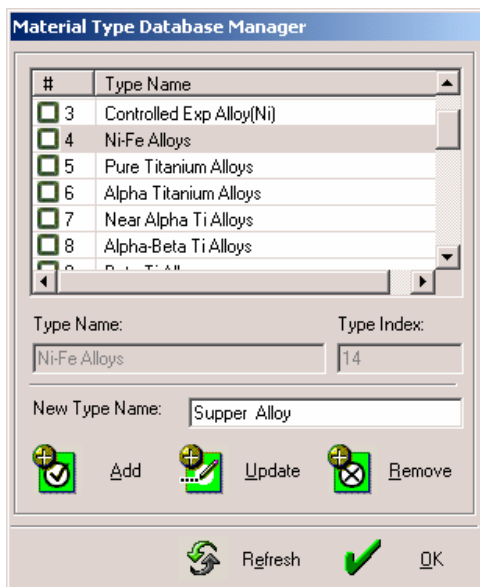 Material Type Database Manager
# Type Name
3 Controlled Exp Alloy(Ni)
4 Ni-Fe Alloys
5 Pure Titanium Alloys
6 Alpha Titanium Alloys
7 Near Alpha Ti Alloys
8 Alpha-Beta Ti Alloys
Type Name: Type Index:
Ni-Fe Alloys 14
New Type Name: Supper Alloy
Add Update Remove
Refresh OK